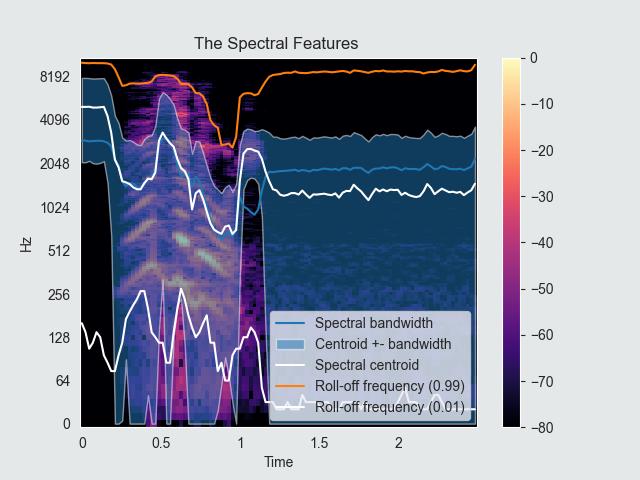 The Spectral Features
8192
4096
2048
1024
512
256
128
64
0
Hz
0
0.5
1
1.5
2
Time
Spectral bandwidth
Centroid +- bandwidth
Spectral centroid
Roll-off frequency (0.99)
Roll-off frequency (0.01)
0
−10
−20
−30
−40
−50
−60
−70
−80